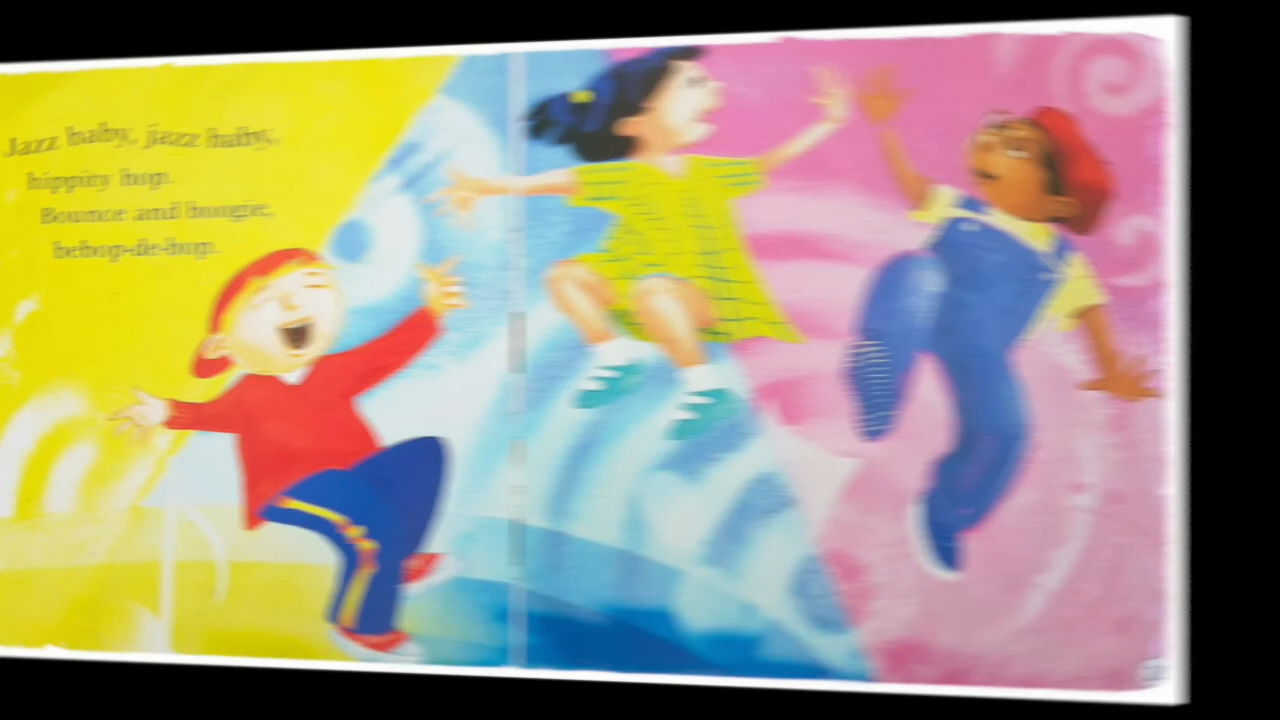 Jazz baby, jazz baby,
hippity hop.
Bounce and boogie,
bebop-de-bop.